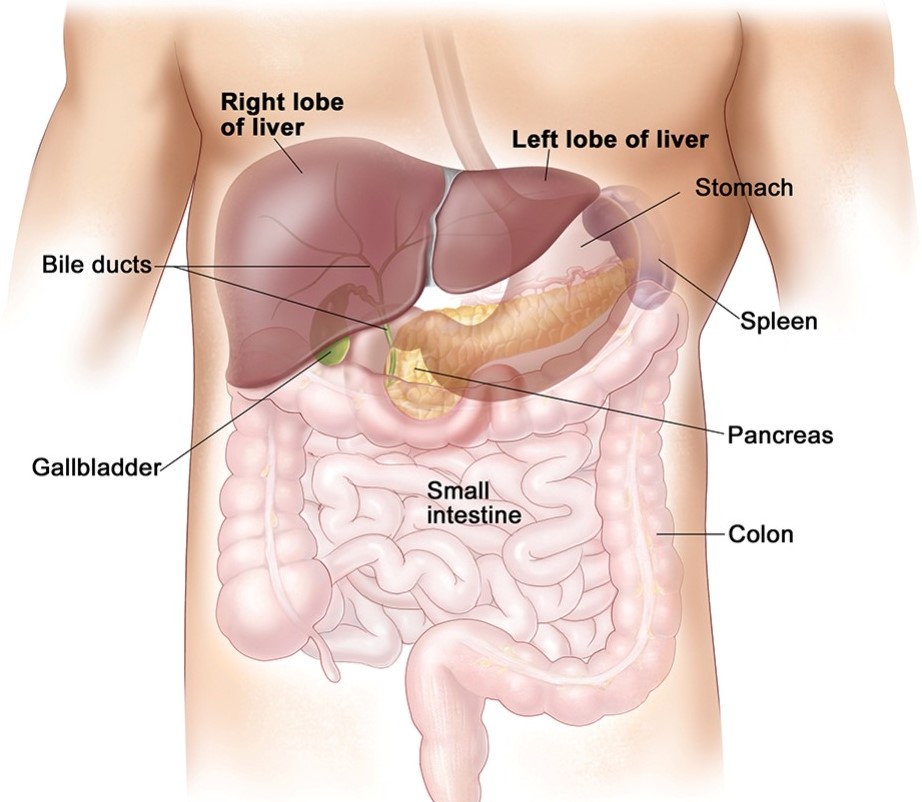 Right lobe
of liver
Left lobe of liver
Stomach
Bile ducts
Spleen
Pancreas
Gallbladder
Small
intestine
Colon